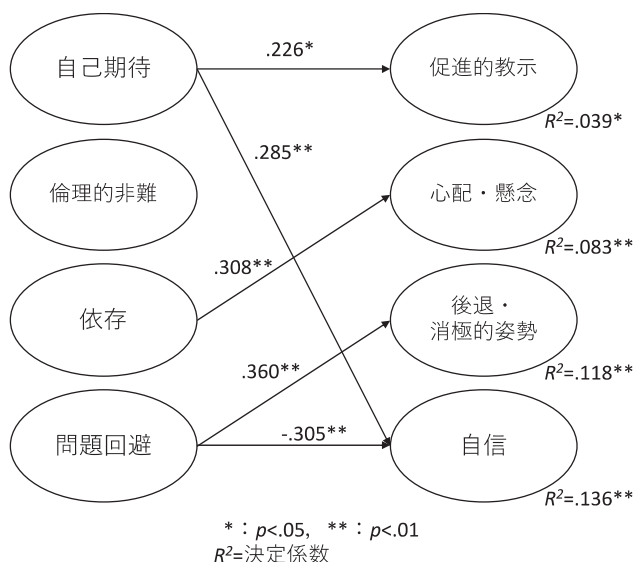 自己期待
.226*
促進的教示
R²=.039*
.285**
倫理的非難
心配・懸念
R²=.083**
.308**
依存
後退・
消極的姿勢
R²=.118**
.360**
問題回避
-.305**
自信
R²=.136**
*：p<.05, **：p<.01
R²=決定係数